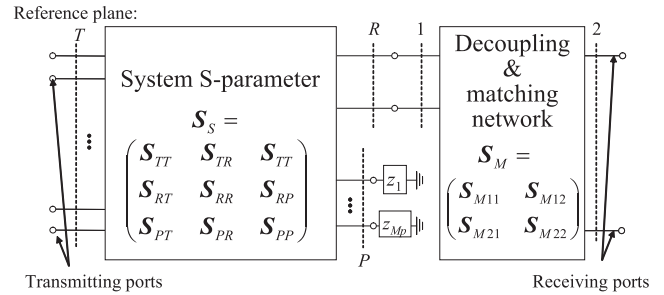 Reference plane:
T
R
1
2
System S-parameter
S_S =
S_TT S_TR S_TT
S_RT S_RR S_RP
S_PT S_PR S_PP
z_1
z_Mp
P
Decoupling
&
matching
network
S_M =
S_M11 S_M12
S_M21 S_M22
Transmitting ports
Receiving ports